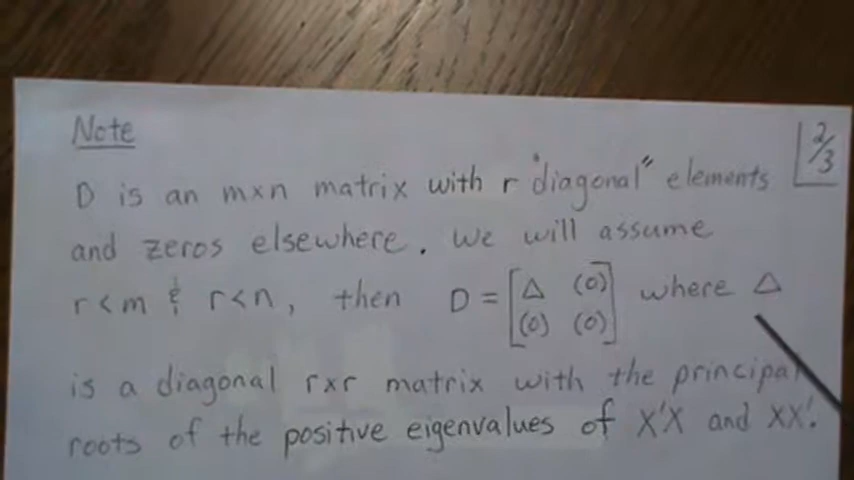 Note
2/3
D is an m×n matrix with r "diagonal" elements
and zeros elsewhere. We will assume
r < m & r < n, then D = [Δ (0)
(0) (0)] where Δ
is a diagonal r×r matrix with the principal
roots of the positive eigenvalues of X'X and XX'.